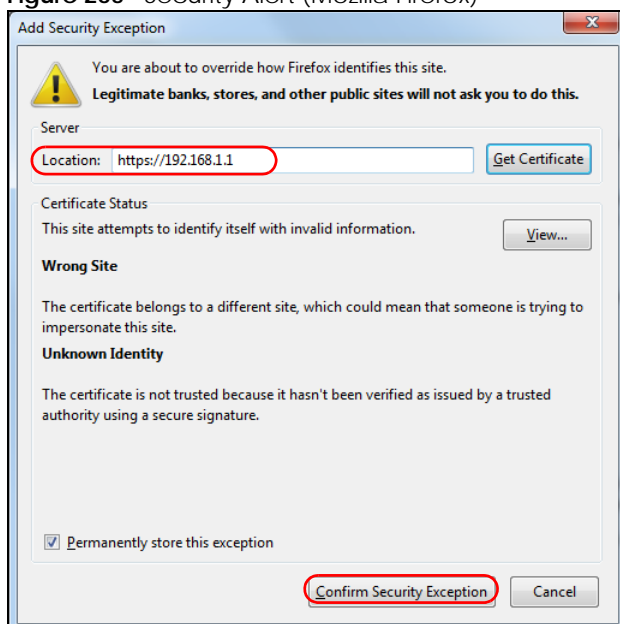 Security Alert (Mozilla Firefox)
Add Security Exception
You are about to override how Firefox identifies this site.
Legitimate banks, stores, and other public sites will not ask you to do this.
Server
Location: https://192.168.1.1 Get Certificate
Certificate Status
This site attempts to identify itself with invalid information.
View...
Wrong Site
The certificate belongs to a different site, which could mean that someone is trying to
impersonate this site.
Unknown Identity
The certificate is not trusted because it hasn't been verified as issued by a trusted
authority using a secure signature.
Permanently store this exception
Confirm Security Exception Cancel